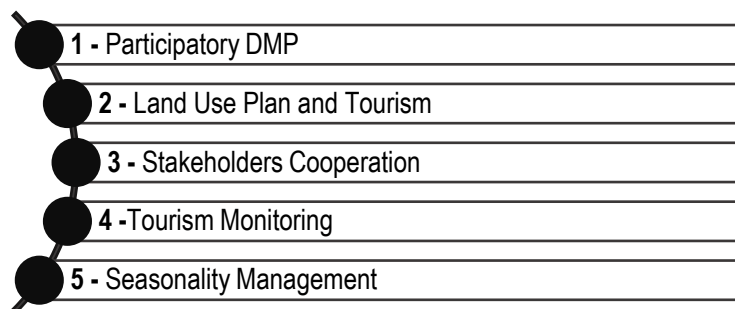 1 - Participatory DMP
2 - Land Use Plan and Tourism
3 - Stakeholders Cooperation
4 -Tourism Monitoring
5 - Seasonality Management